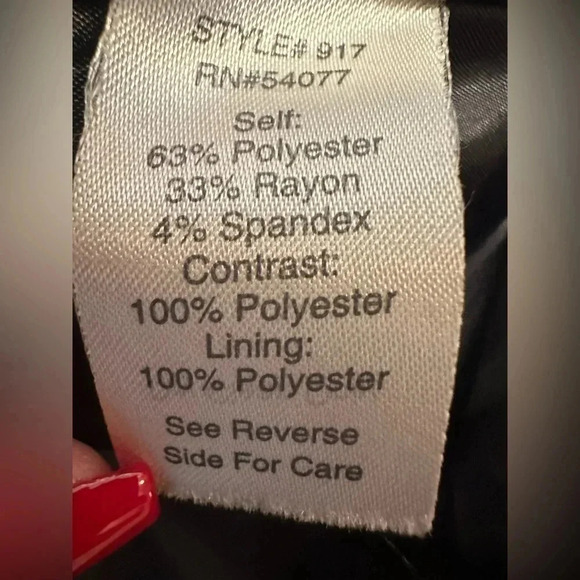 STYLE# 917
RN#54077
Self:
63% Polyester
33% Rayon
4% Spandex
Contrast:
100% Polyester
Lining:
100% Polyester
See Reverse
Side For Care